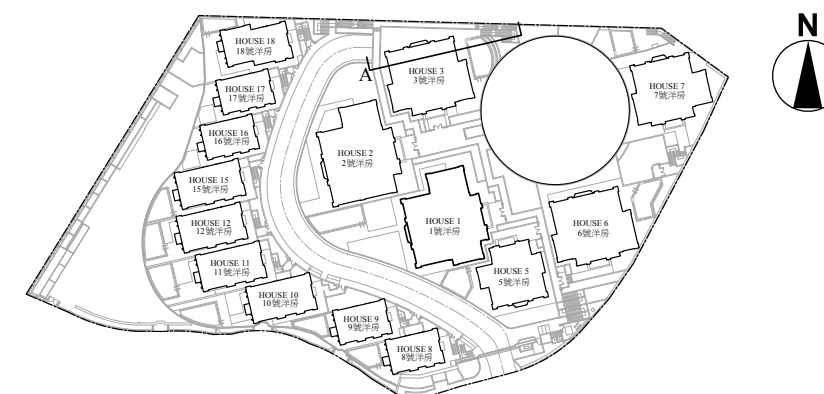 N
HOUSE 18
18號洋房
HOUSE 17
17號洋房
HOUSE 16
16號洋房
HOUSE 15
15號洋房
HOUSE 12
12號洋房
HOUSE 11
11號洋房
HOUSE 10
10號洋房
HOUSE 9
9號洋房
HOUSE 8
8號洋房
A
HOUSE 3
3號洋房
HOUSE 2
2號洋房
HOUSE 1
1號洋房
HOUSE 5
5號洋房
HOUSE 6
6號洋房
HOUSE 7
7號洋房